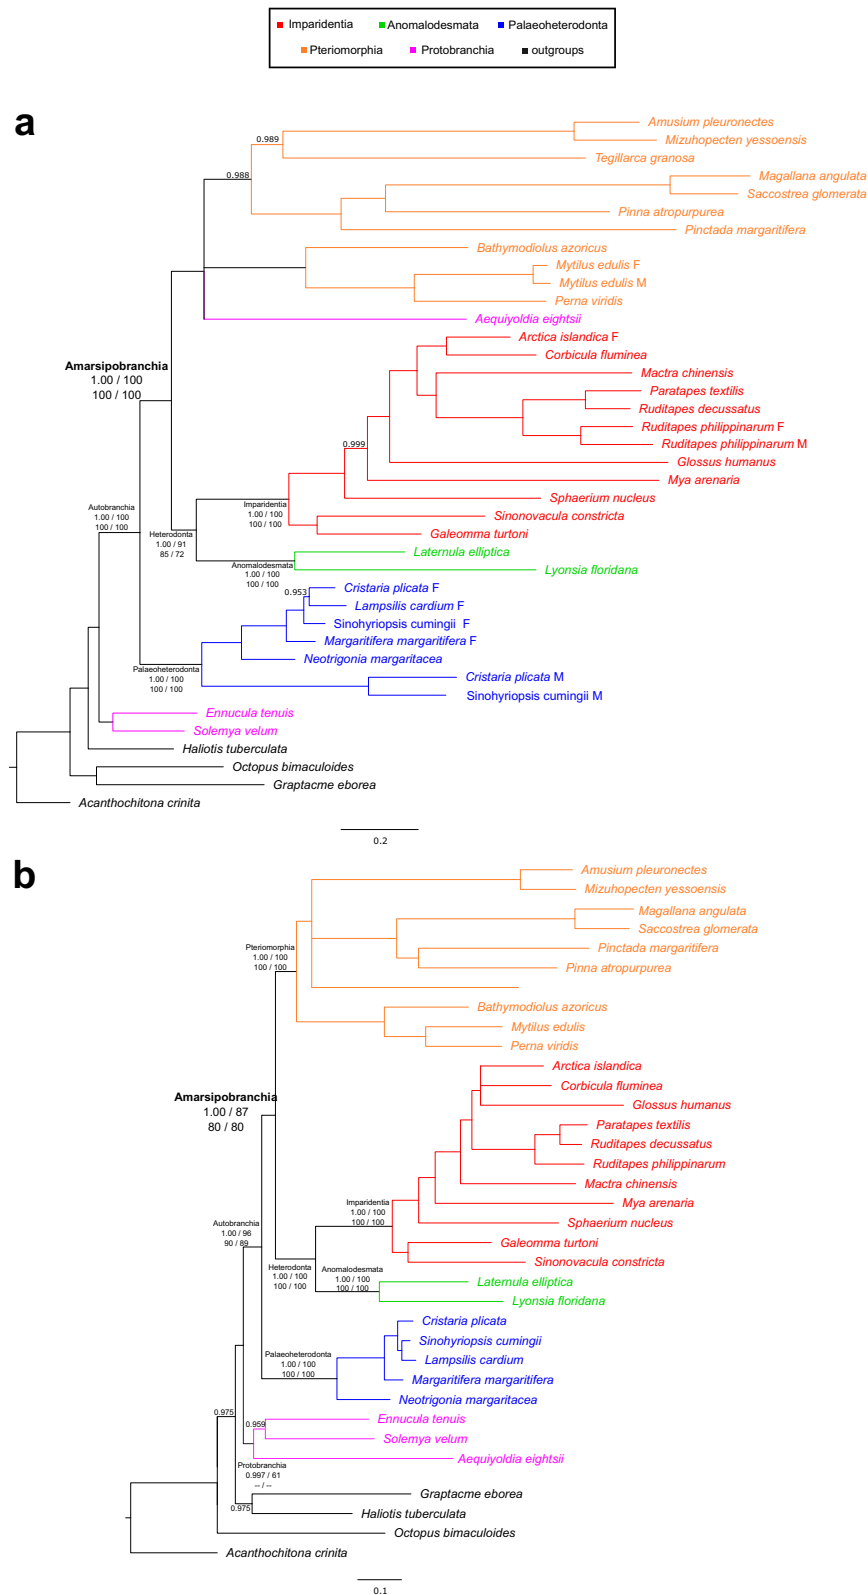 Imparidentia Anomalodesmata Palaeoheterodonta
Pteriomorphia Protobranchia outgroups
a
Amusium pleuronectes
0.989
Mizuhopecten yessoensis
Tegillarca granosa
0.988
Magallana angulata
Saccostrea glomerata
Pinna atropurpurea
Pinctada margaritifera
Bathymodiolus azoricus
Mytilus edulis F
Mytilus edulis M
Perna viridis
Aequiyoldia eightsii
Arctica islandica F
Corbicula fluminea
Amarsipobranchia
1.00 / 100
100 / 100
Mactra chinensis
Paratapes textilis
Ruditapes decussatus
Ruditapes philippinarum F
0.999
Ruditapes philippinarum M
Glossus humanus
Mya arenaria
Sphaerium nucleus
Imparidentia
1.00 / 100
100 / 100
Autobranchia
1.00 / 100
100 / 100
Sinonovacula constricta
Galeomma turtoni
Heterodonta
1.00 / 91
85 / 72
Laternula elliptica
Anomalodesmata
1.00 / 100
100 / 100
Lyonsia floridana
0.953
Cristaria plicata F
Lampsilis cardium F
Sinohyriopsis cumingii F
Margaritifera margaritifera F
Neotrigonia margaritacea
Palaeoheterodonta
1.00 / 100
100 / 100
Cristaria plicata M
Sinohyriopsis cumingii M
Ennucula tenuis
Solemya velum
Haliotis tuberculata
Octopus bimaculoides
Graptacme eborea
Acanthochitona crinita
0.2
b
Amusium pleuronectes
Mizuhopecten yessoensis
Magallana angulata
Saccostrea glomerata
Pteriomorphia
1.00 / 100
100 / 100
Pinctada margaritifera
Pinna atropurpurea
Bathymodiolus azoricus
Mytilus edulis
Perna viridis
Arctica islandica
Corbicula fluminea
Amarsipobranchia
1.00 / 87
80 / 80
Glossus humanus
Paratapes textilis
Ruditapes decussatus
Ruditapes philippinarum
Mactra chinensis
Mya arenaria
Imparidentia
1.00 / 100
100 / 100
Sphaerium nucleus
Autobranchia
1.00 / 96
90 / 89
Galeomma turtoni
Sinonovacula constricta
Heterodonta
1.00 / 100
100 / 100
Anomalodesmata
1.00 / 100
100 / 100
Laternula elliptica
Lyonsia floridana
Cristaria plicata
Sinohyriopsis cumingii
Palaeoheterodonta
1.00 / 100
100 / 100
Lampsilis cardium
Margaritifera margaritifera
Neotrigonia margaritacea
0.975
Ennucula tenuis
0.959
Solemya velum
Aequiyoldia eightsii
Protobranchia
0.997 / 61
-- / --
Graptacme eborea
0.975
Haliotis tuberculata
Octopus bimaculoides
Acanthochitona crinita
0.1